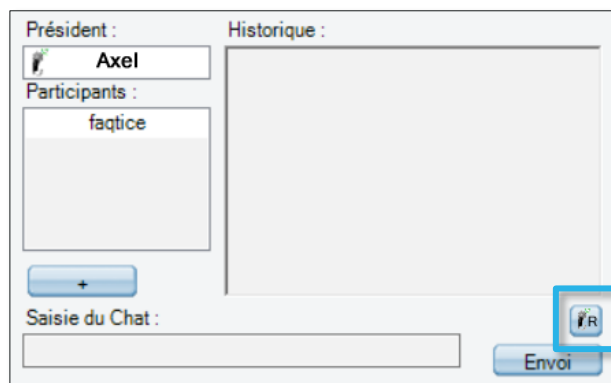 Président :
Axel
Participants :
faqtice
+
Historique :
R
Saisie du Chat :
Envoi